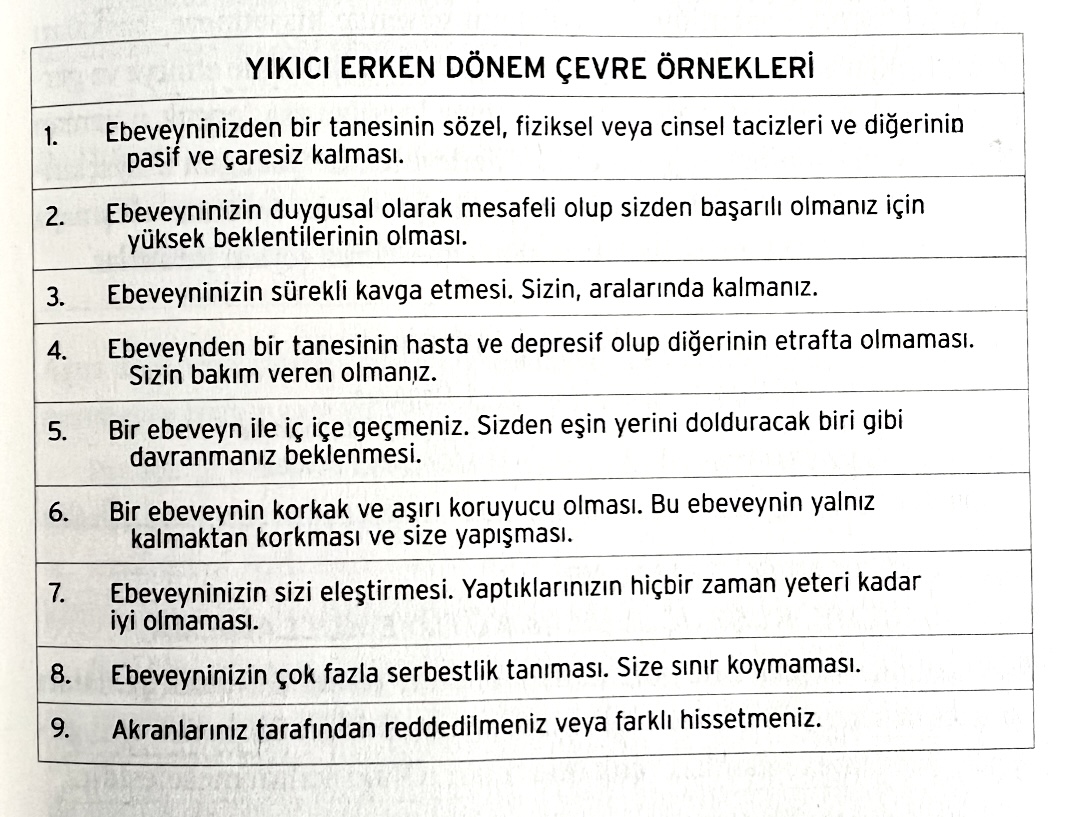 YIKICI ERKEN DÖNEM ÇEVRE ÖRNEKLERİ
1. Ebeveyninizden bir tanesinin sözel, fiziksel veya cinsel tacizleri ve diğerinin
pasif ve çaresiz kalması.
2. Ebeveyninizin duygusal olarak mesafeli olup sizden başarılı olmanız için
yüksek beklentilerinin olması.
3. Ebeveyninizin sürekli kavga etmesi. Sizin, aralarında kalmanız.
4. Ebeveynden bir tanesinin hasta ve depresif olup diğerinin etrafta olmaması.
Sizin bakım veren olmanız.
5. Bir ebeveyn ile iç içe geçmeniz. Sizden eşin yerini dolduracak biri gibi
davranmanız beklenmesi.
6. Bir ebeveynin korkak ve aşırı koruyucu olması. Bu ebeveynin yalnız
kalmaktan korkması ve size yapışması.
7. Ebeveyninizin sizi eleştirmesi. Yaptıklarınızın hiçbir zaman yeteri kadar
iyi olmaması.
8. Ebeveyninizin çok fazla serbestlik tanıması. Size sınır koymaması.
9. Akranlarınız tarafından reddedilmeniz veya farklı hissetmeniz.